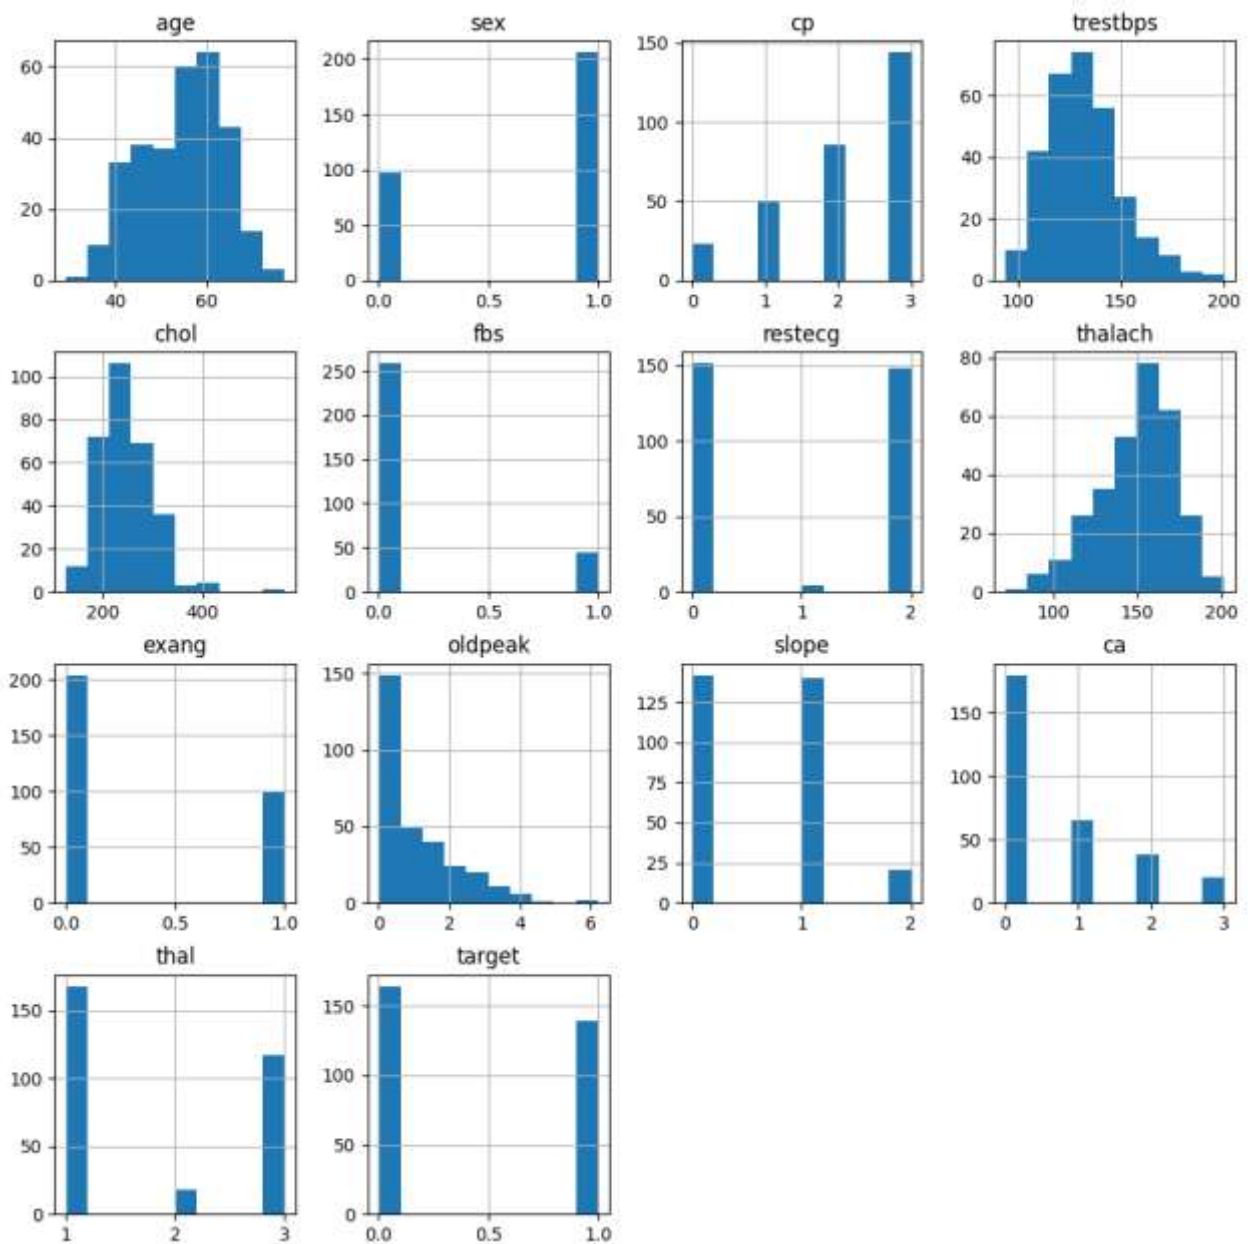 age sex cp trestbps
60 200 150 60
40 150 100 40
20 100 50 20
0 50 0 0
0
40 60 0.0 0.5 1.0 0 1 2 3 100 150 200
chol fbs restecg thalach
100 250 150 80
80 200 100 60
60 150 50 40
40 100 0 20
20 50 0
0 0
200 400 0.0 0.5 1.0 0 1 2 100 150 200
exang oldpeak slope ca
200 150 125 150
150 100 100 100
100 50 75 50
50 0 50 0
0 25
0
0.0 0.5 1.0 0 2 4 6 0 1 2 0 1 2 3
thal target
150 150
100 100
50 50
0 0
1 2 3 0.0 0.5 1.0